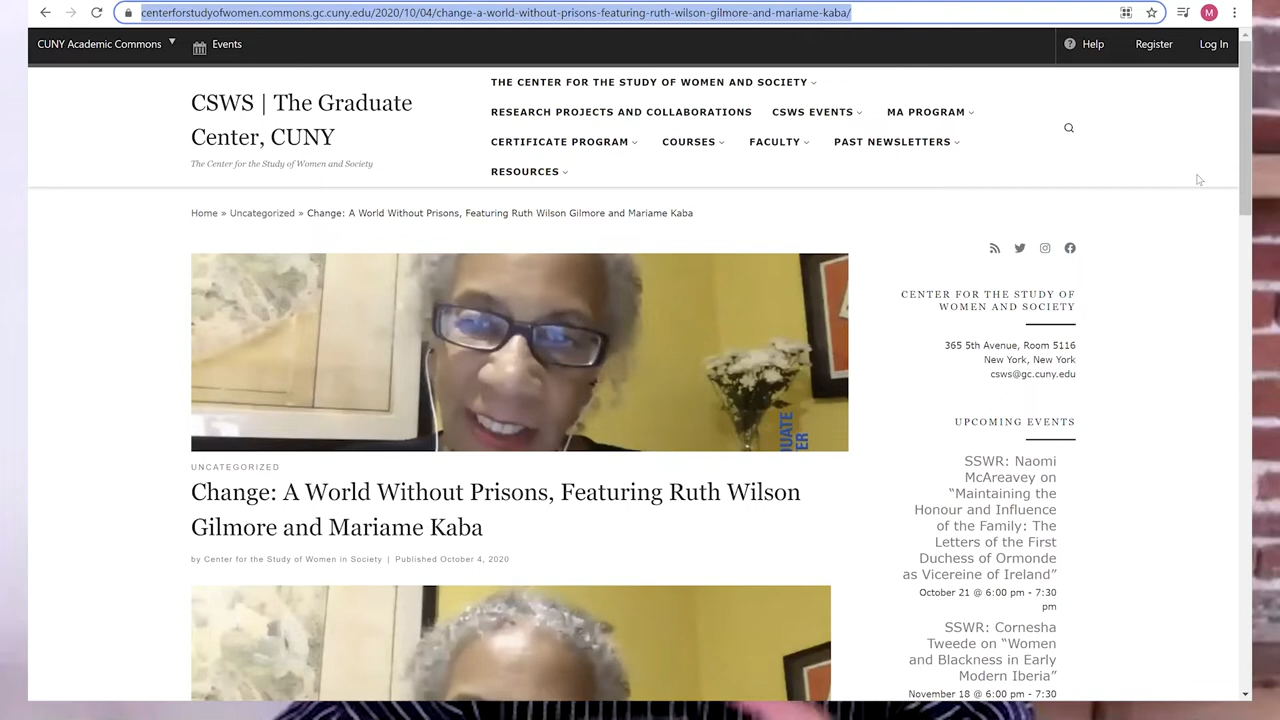 centerforstudyofwomen.commons.gc.cuny.edu/2020/10/04/change-a-world-without-prisons-featuring-ruth-wilson-gilmore-and-mariame-kaba/
M
CUNY Academic Commons
Events
Help
Register
Log In
CSWS | The Graduate
Center, CUNY
The Center for the Study of Women and Society
THE CENTER FOR THE STUDY OF WOMEN AND SOCIETY
RESEARCH PROJECTS AND COLLABORATIONS CSWS EVENTS MA PROGRAM
CERTIFICATE PROGRAM COURSES FACULTY PAST NEWSLETTERS
RESOURCES
Home » Uncategorized » Change: A World Without Prisons, Featuring Ruth Wilson Gilmore and Mariame Kaba
UNCATEGORIZED
Change: A World Without Prisons, Featuring Ruth Wilson
Gilmore and Mariame Kaba
by Center for the Study of Women in Society | Published October 4, 2020
CENTER FOR THE STUDY OF
WOMEN AND SOCIETY
365 5th Avenue, Room 5116
New York, New York
csws@gc.cuny.edu
UPCOMING EVENTS
SSWR: Naomi
McAreavey on
“Maintaining the
Honour and Influence
of the Family: The
Letters of the First
Duchess of Ormonde
as Vicereine of Ireland”
October 21 @ 6:00 pm - 7:30
pm
SSWR: Cornesha
Tweede on “Women
and Blackness in Early
Modern Iberia”
November 18 @ 6:00 pm - 7:30